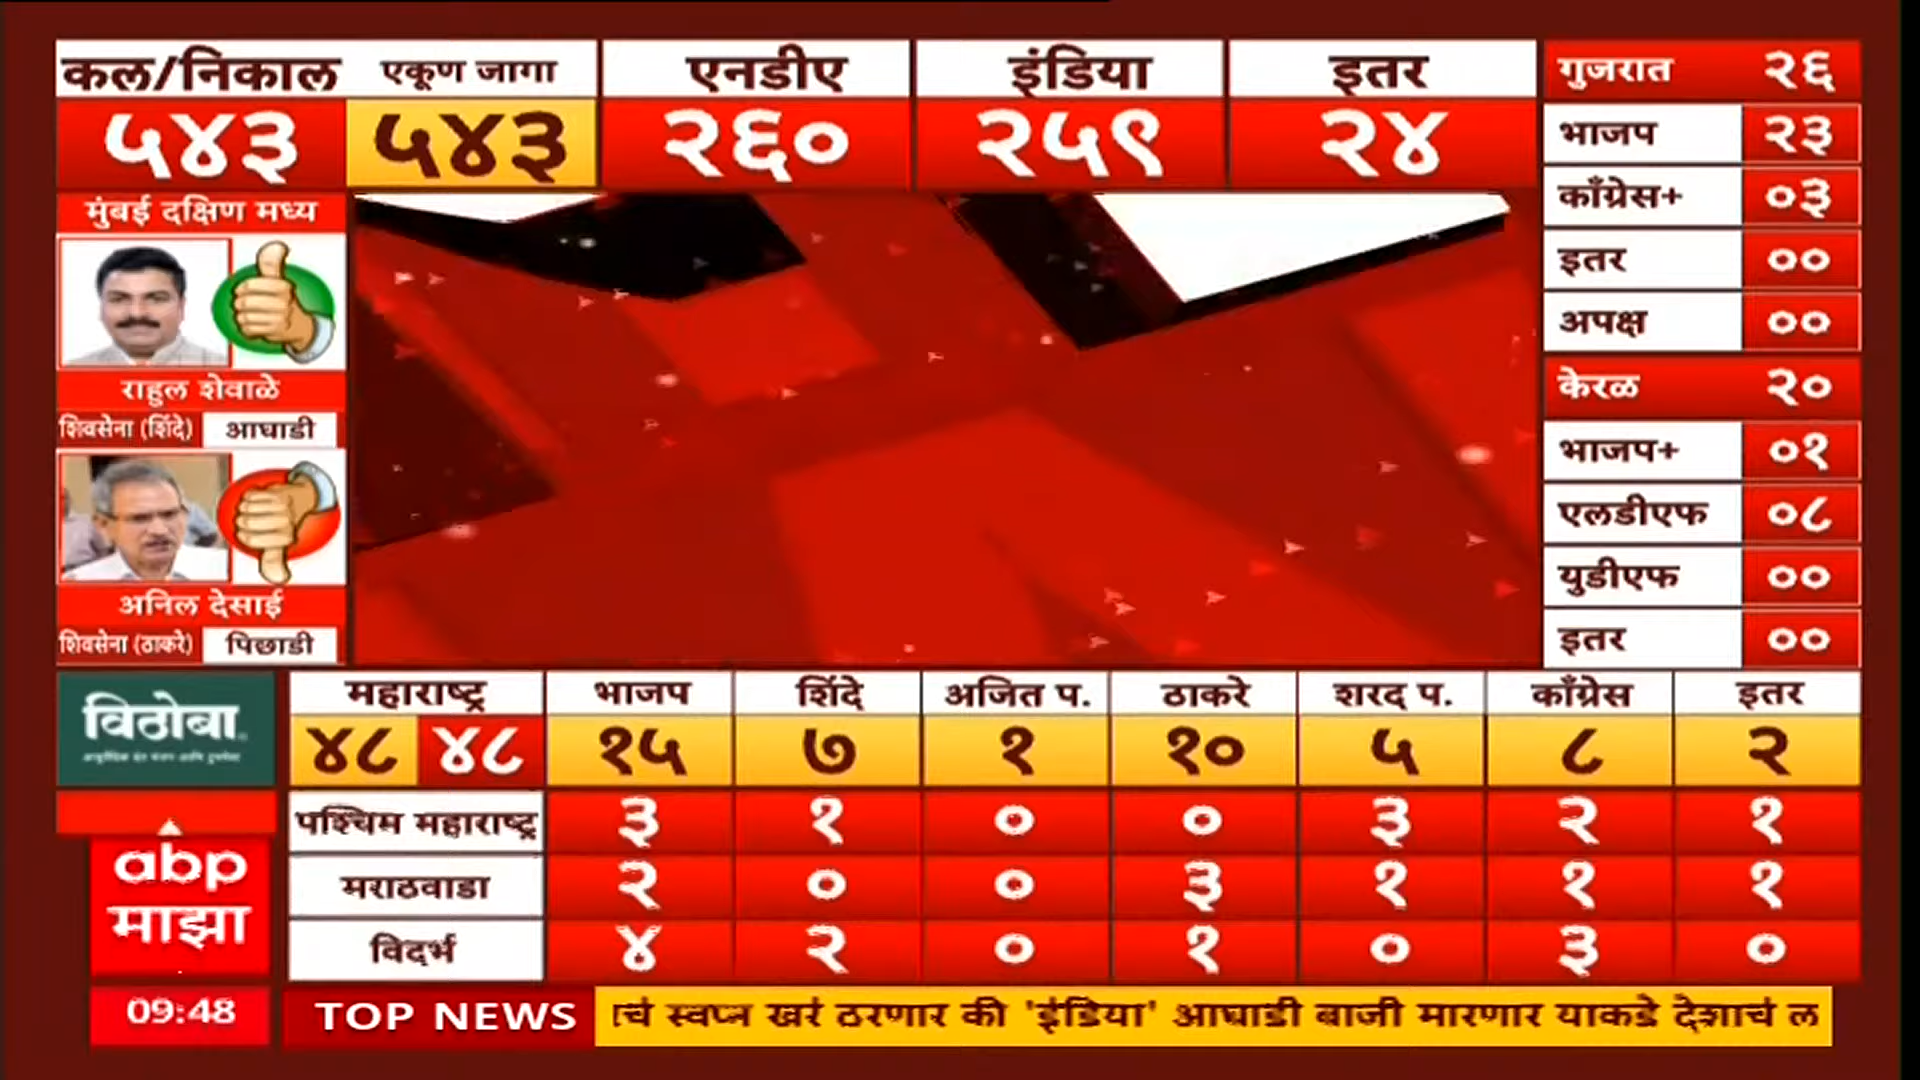 कल/निकाल एकूण जागा एनडीए इंडिया इतर
५४३ ५४३ २६० २५९ २४
मुंबई दक्षिण मध्य
राहुल शेवाळे
शिवसेना (शिंदे) आघाडी
अनिल देसाई
शिवसेना (ठाकरे) पिछाडी
गुजरात २६
भाजप २३
काँग्रेस+ ०३
इतर ००
अपक्ष ००
केरळ २०
भाजप+ ०१
एलडीएफ ०८
युडीएफ ००
इतर ००
विठोबा
महाराष्ट्र भाजप शिंदे अजित प. ठाकरे शरद प. काँग्रेस इतर
४८ ४८ १५ ७ १ १० ५ ८ २
पश्चिम महाराष्ट्र ३ १ ० ० ३ २ १
मराठवाडा २ ० ० ३ १ १ १
विदर्भ ४ २ ० १ ० ३ ०
abp
माझा
09:48
TOP NEWS स्वप्न खरं ठरणार की 'इंडिया' आघाडी बाजी मारणार याकडे देशाचं ल